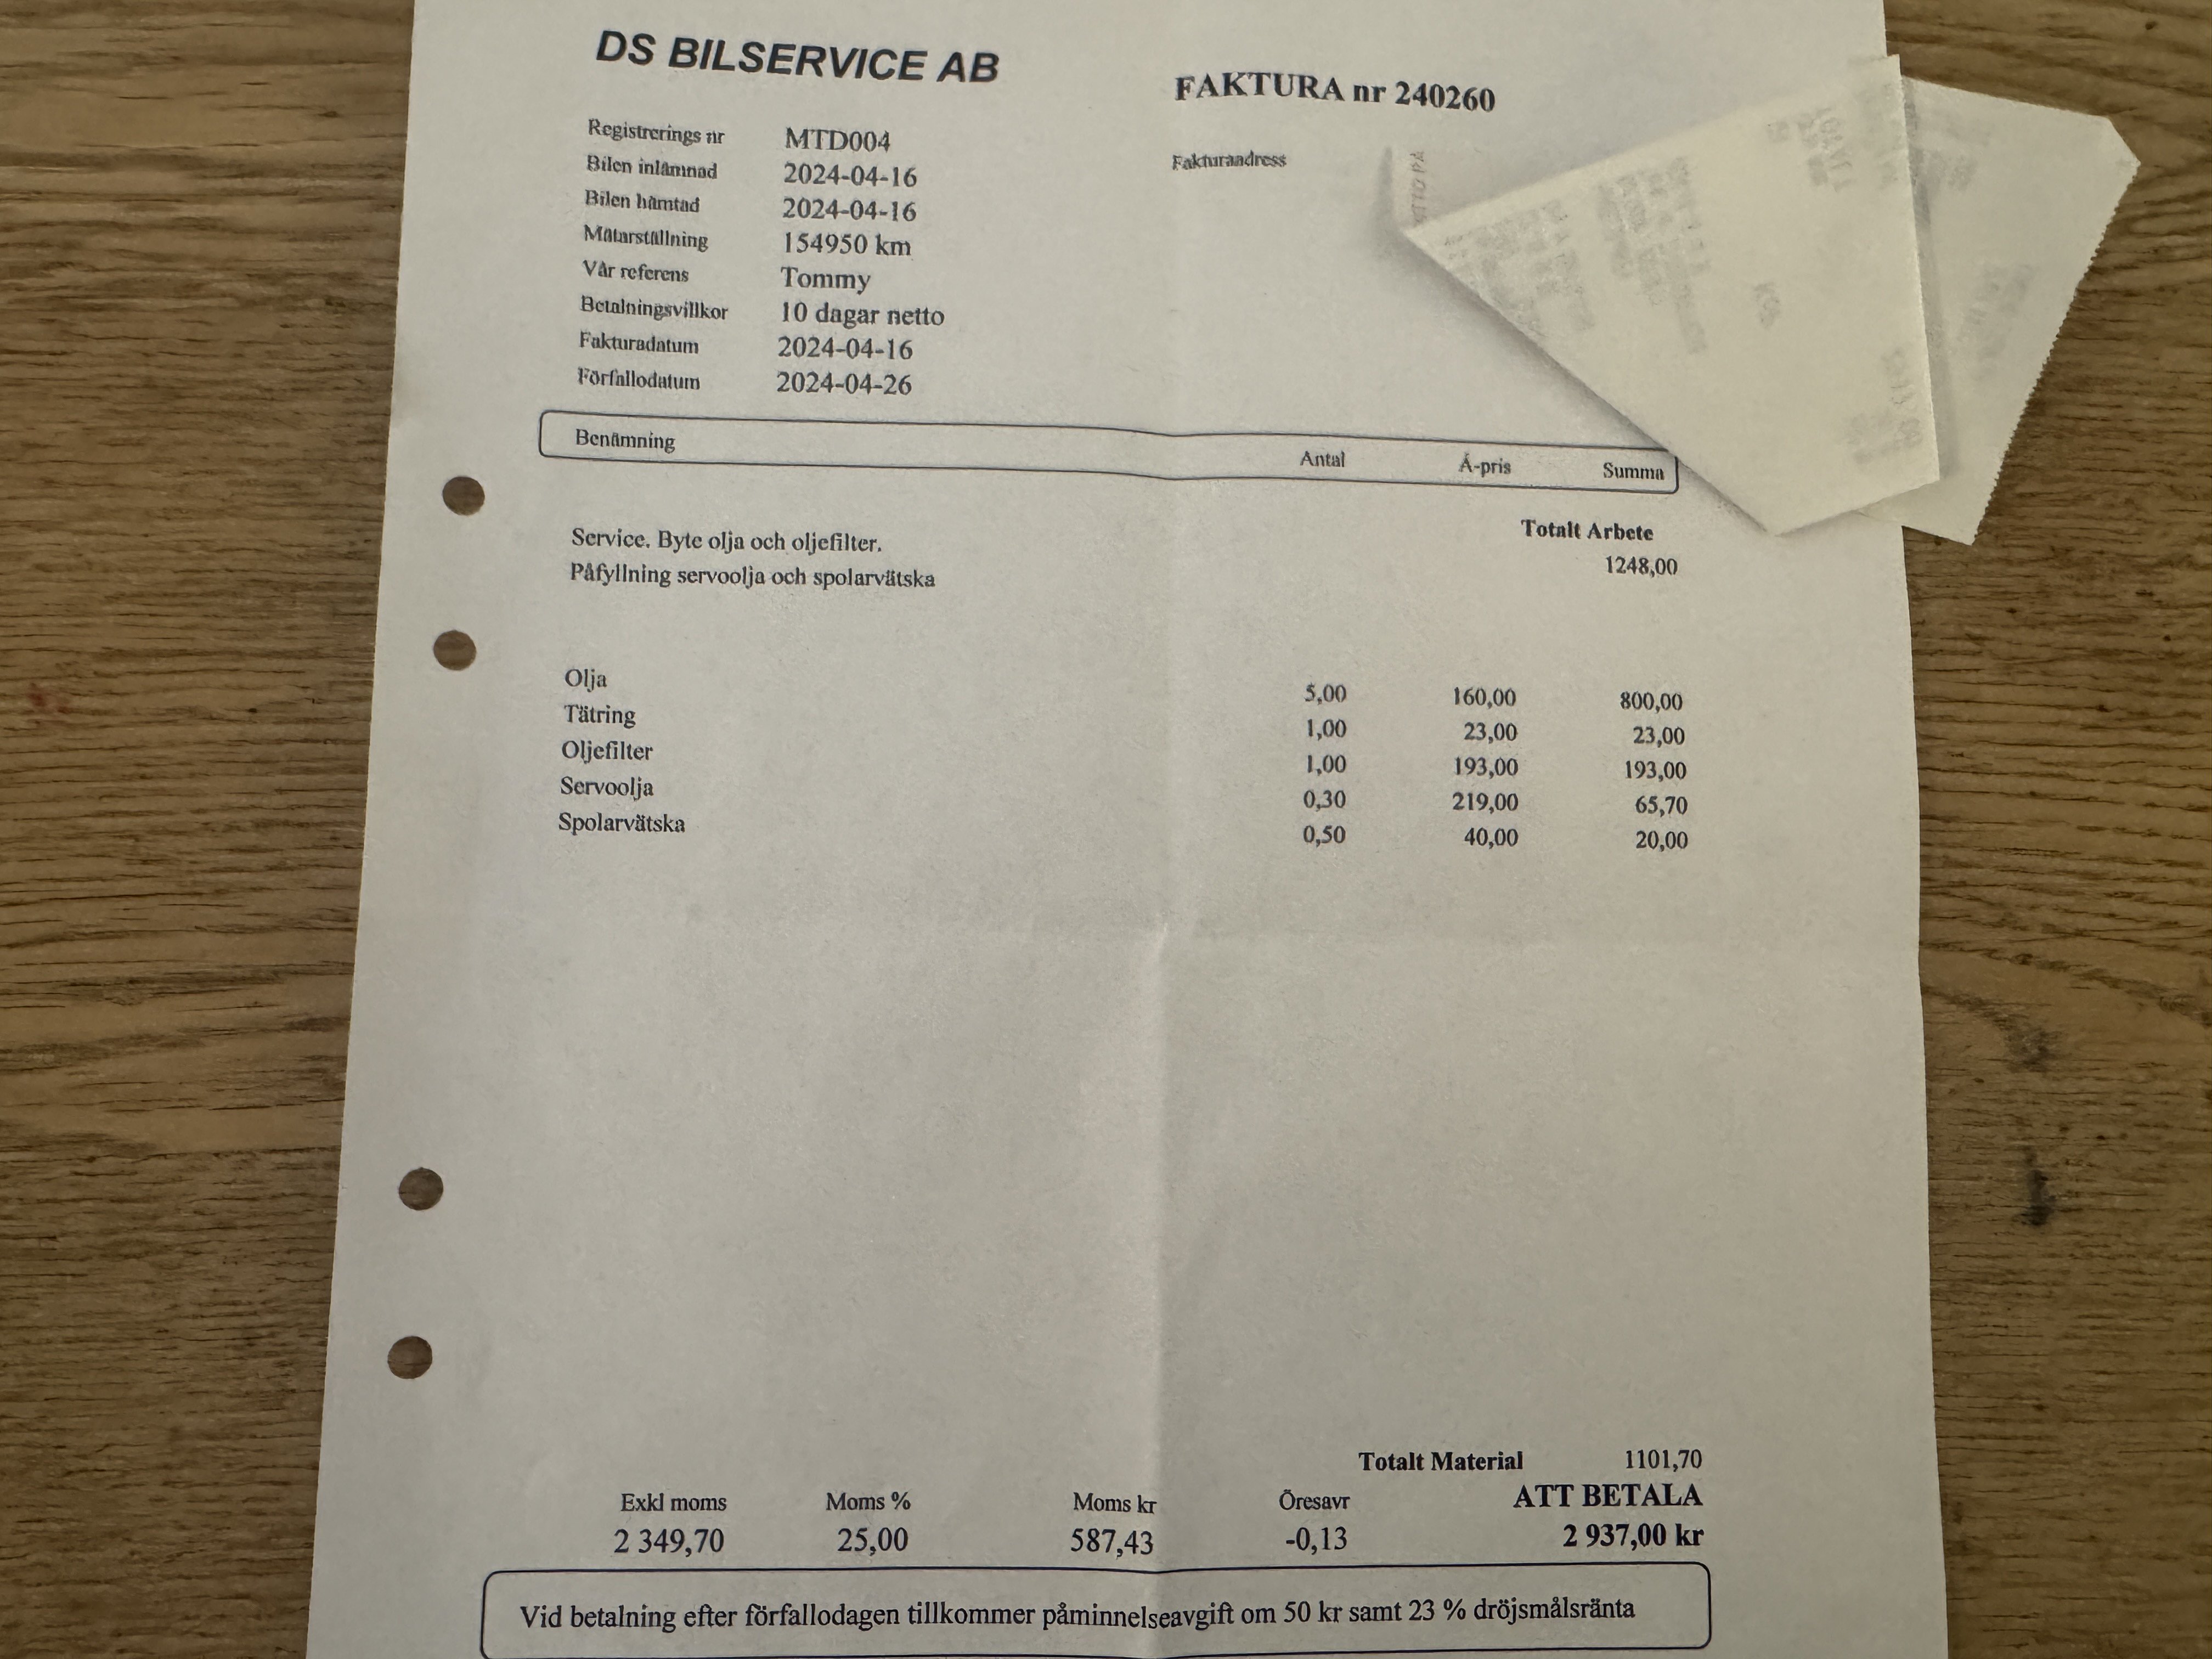 DS BILSERVICE AB
FAKTURA nr 240260
Registrerings nr MTD004
Fakturaadress
Bilen inlämnad 2024-04-16
Bilen hämtad 2024-04-16
Mätarställning 154950 km
Vår referens Tommy
Betalningsvillkor 10 dagar netto
Fakturadatum 2024-04-16
Förfallodatum 2024-04-26
Benämning Antal Á-pris Summa
Totalt Arbete
Service. Byte olja och oljefilter. 1248,00
Påfyllning servoolja och spolarvätska
Olja 5,00 160,00 800,00
Tätring 1,00 23,00 23,00
Oljefilter 1,00 193,00 193,00
Servoolja 0,30 219,00 65,70
Spolarvätska 0,50 40,00 20,00
Totalt Material 1101,70
Exkl moms Moms % Moms kr Öresavr ATT BETALA
2 349,70 25,00 587,43 -0,13 2 937,00 kr
Vid betalning efter förfallodagen tillkommer påminnelseavgift om 50 kr samt 23 % dröjsmålsränta